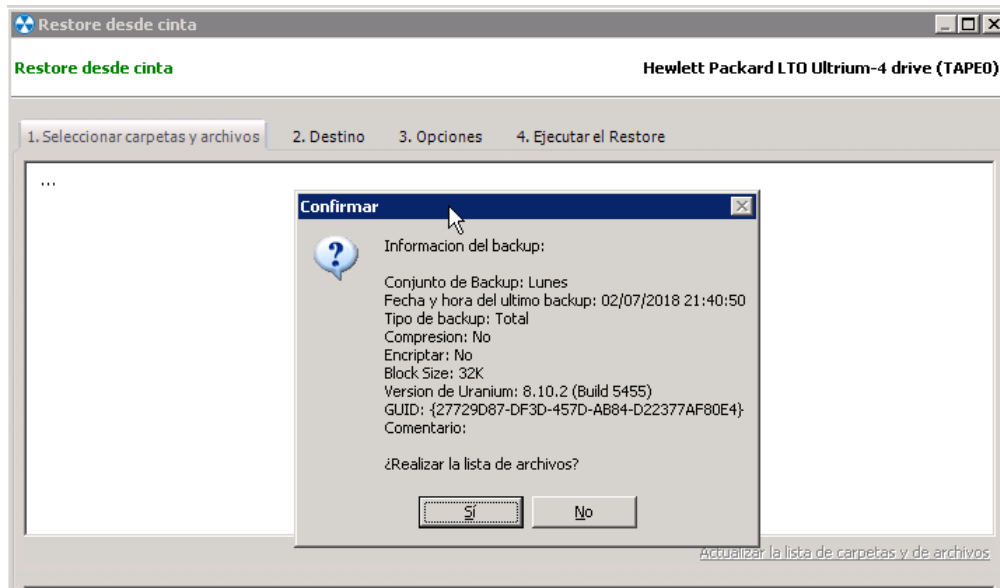 Restore desde cinta
Restore desde cinta
Hewlett Packard LTO Ultrium-4 drive (TAPE0)
1. Seleccionar carpetas y archivos
2. Destino
3. Opciones
4. Ejecutar el Restore
...
Confirmar
Informacion del backup:
Conjunto de Backup: Lunes
Fecha y hora del ultimo backup: 02/07/2018 21:40:50
Tipo de backup: Total
Compresion: No
Encriptar: No
Block Size: 32K
Version de Uranium: 8.10.2 (Build 5455)
GUID: {27729D87-DF3D-457D-AB84-D22377AF80E4}
Comentario:
¿Realizar la lista de archivos?
Sí
No
Actualizar la lista de carpetas y de archivos